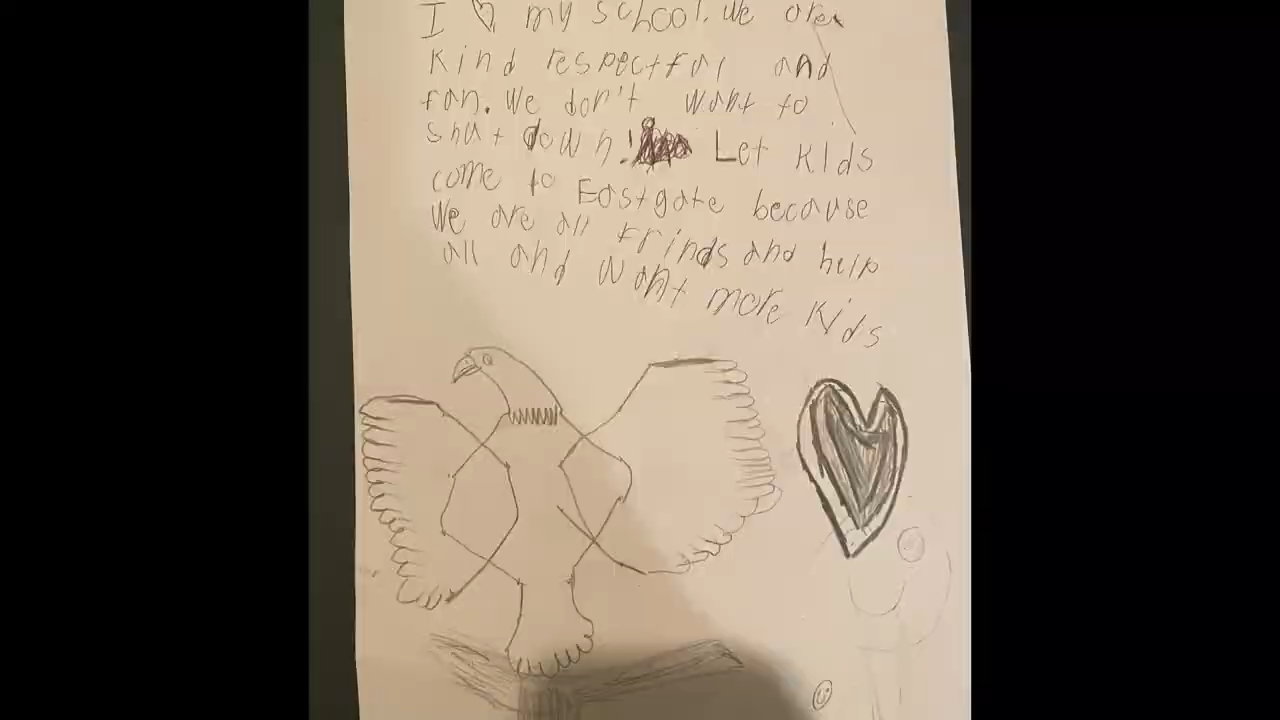 I ♡ my school. We are
kind respectful and
fun. We don't want to
shut down! Let Kids
come to Eastgate because
We are all frinds and help
all and want more Kids